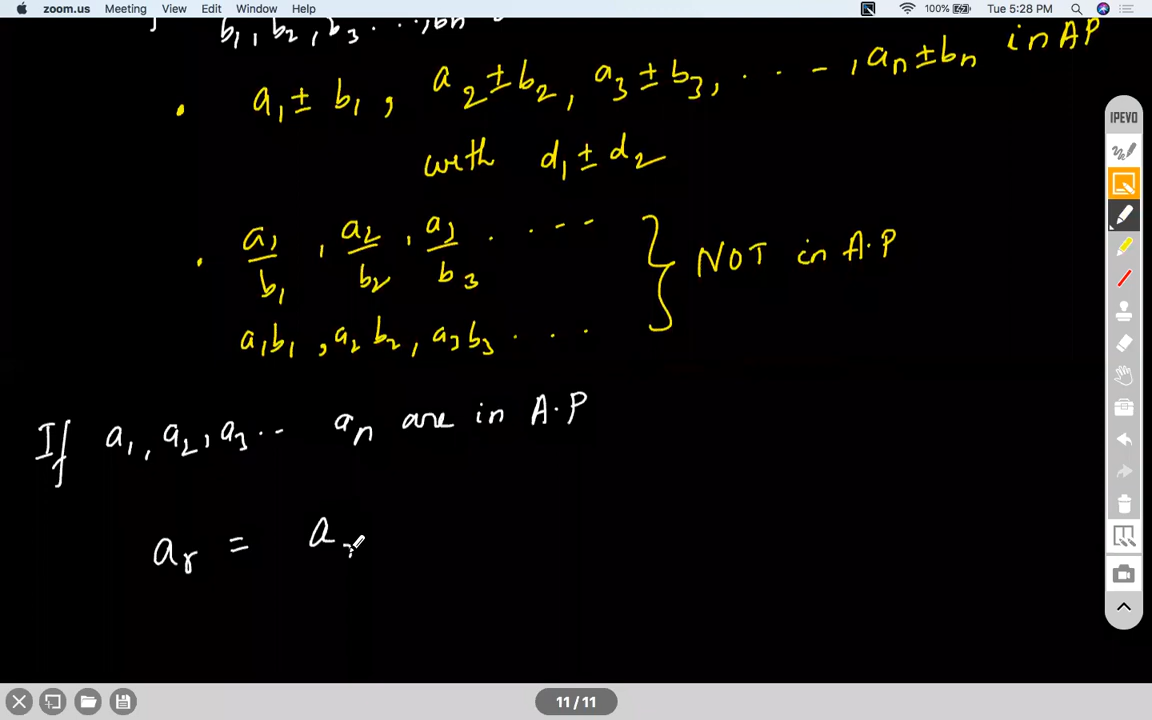 zoom.us Meeting View Edit Window Help 100% Tue 5:28 PM
b₁, b₂, b₃ ..., bn
• a₁ ± b₁, a₂ ± b₂, a₃ ± b₃, ..., an ± bn in AP
with d₁ ± d₂
• a₁/b₁, a₂/b₂, a₃/b₃ ..... } NOT in A.P
a₁b₁, a₂b₂, a₃b₃ ...
If a₁, a₂, a₃ ... an are in A.P
ar = a
IPEVO
11/11